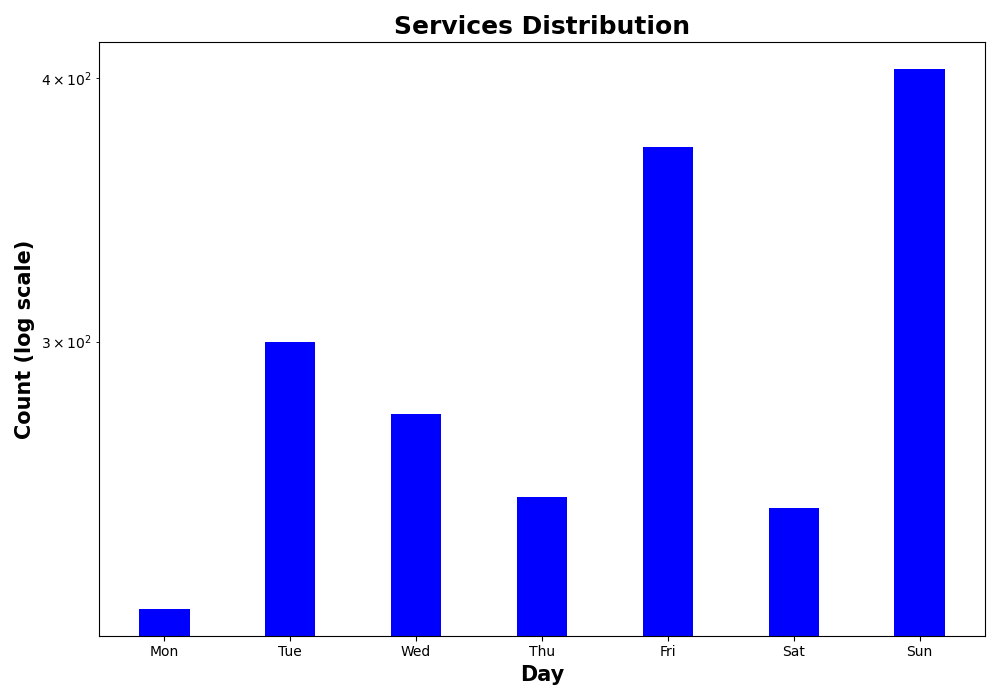 Services Distribution
Count (log scale)
4 × 10²
3 × 10²
Mon Tue Wed Thu Fri Sat Sun
Day